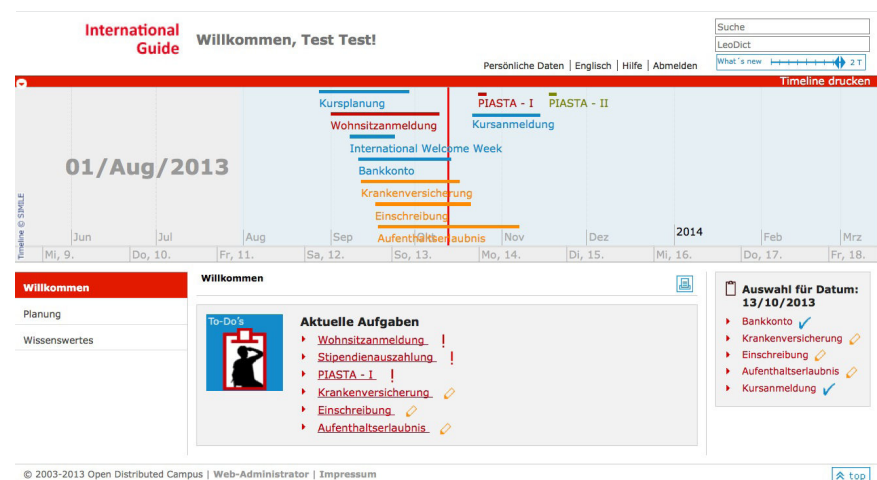 International
Guide
Willkommen, Test Test!
Suche
LeoDict
What´s new 2 T
Persönliche Daten | Englisch | Hilfe | Abmelden
Timeline drucken
Kursplanung
PIASTA - I
PIASTA - II
Wohnsitzanmeldung
Kursanmeldung
International Welcome Week
01/Aug/2013
Bankkonto
Krankenversicherung
Einschreibung
Aufenthaltserlaubnis
Timeline © SIMILE
Jun Jul Aug Sep Okt Nov Dez 2014 Feb Mrz
Mi, 9. Do, 10. Fr, 11. Sa, 12. So, 13. Mo, 14. Di, 15. Mi, 16. Do, 17. Fr, 18.
Willkommen
Planung
Wissenswertes
Willkommen
To-Do's
Aktuelle Aufgaben
Wohnsitzanmeldung
Stipendienauszahlung
PIASTA - I
Krankenversicherung
Einschreibung
Aufenthaltserlaubnis
Auswahl für Datum:
13/10/2013
Bankkonto
Krankenversicherung
Einschreibung
Aufenthaltserlaubnis
Kursanmeldung
© 2003-2013 Open Distributed Campus | Web-Administrator | Impressum
top